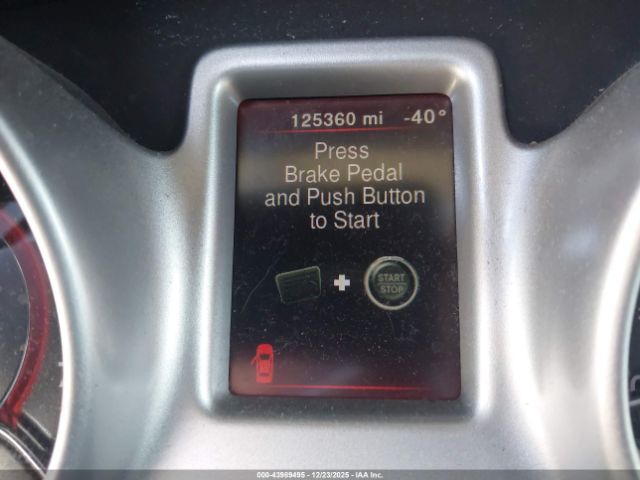 125360 mi -40°
Press
Brake Pedal
and Push Button
to Start
START
STOP
000-43969495 - 12/23/2025 - IAA Inc.